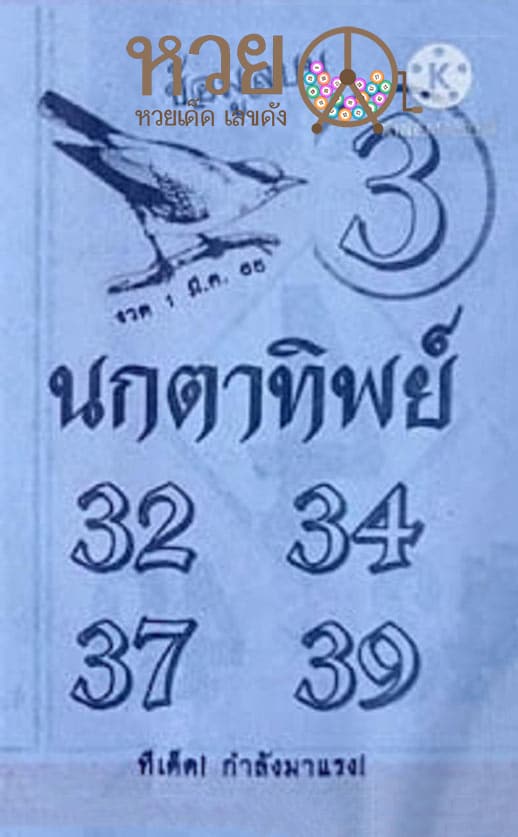 หวย
หวยเด็ด เลขดัง
K
3
งวด 1 มี.ค. 65
นกตาทิพย์
32 34
37 39
ทีเด็ด! กำลังมาแรง!